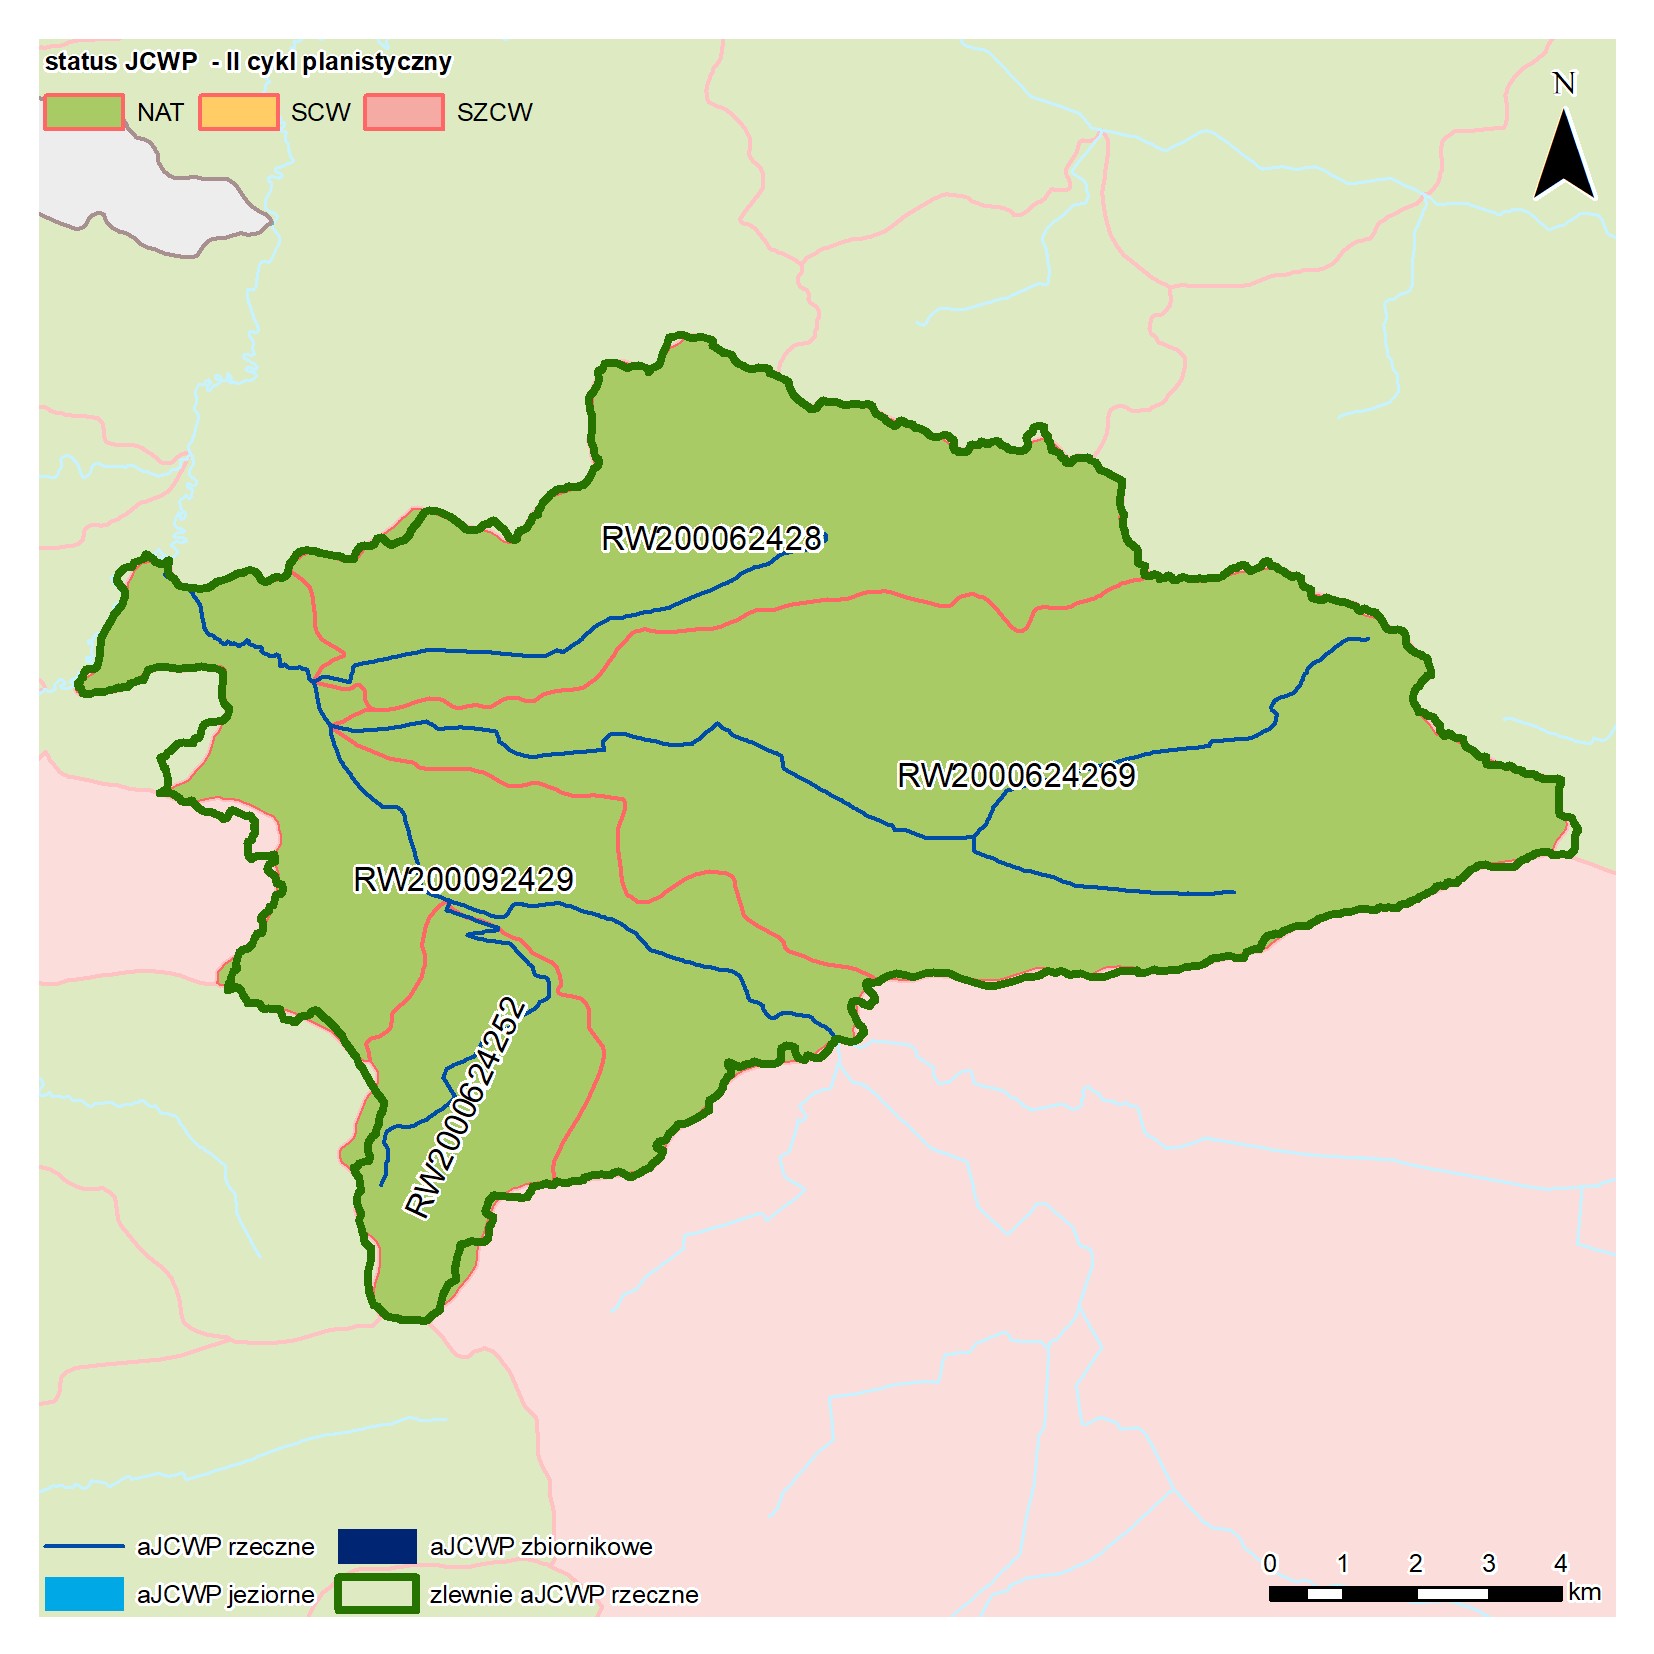 status JCWP - II cykl planistyczny
NAT SCW SZCW
N
RW200062428
RW2000624269
RW200092429
RW2000624252
aJCWP rzeczne aJCWP zbiornikowe
aJCWP jeziorne zlewnie aJCWP rzeczne
0 1 2 3 4
km